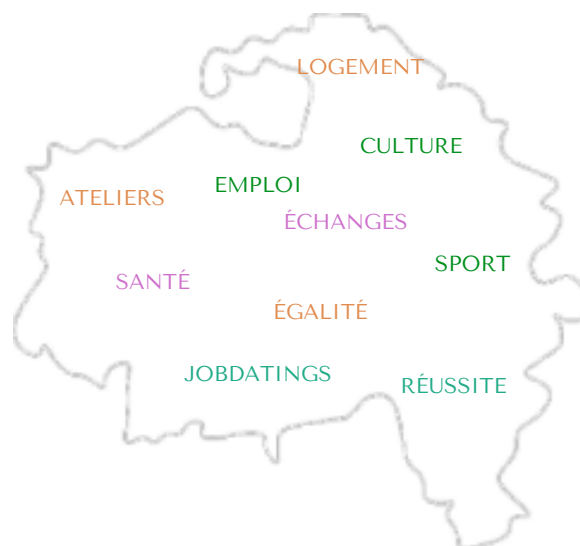 LOGEMENT
CULTURE
EMPLOI
ATELIERS
ÉCHANGES
SPORT
SANTÉ
ÉGALITÉ
JOBDATINGS
RÉUSSITE